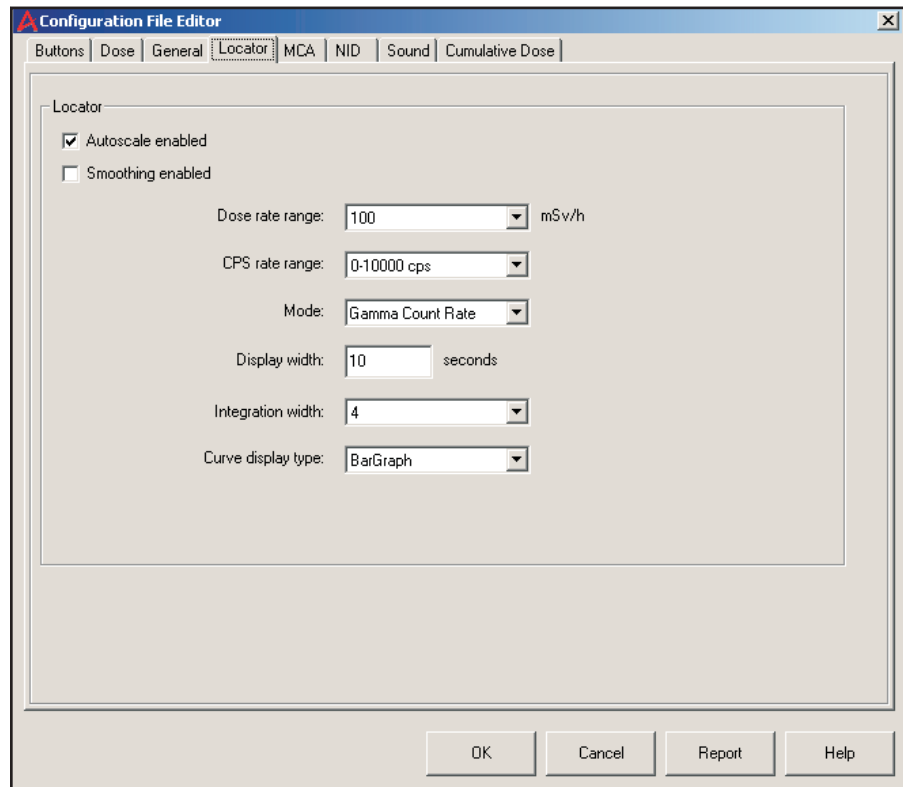 Configuration File Editor
Buttons Dose General Locator MCA NID Sound Cumulative Dose
Locator
Autoscale enabled
Smoothing enabled
Dose rate range: 100 mSv/h
CPS rate range: 0-10000 cps
Mode: Gamma Count Rate
Display width: 10 seconds
Integration width: 4
Curve display type: BarGraph
OK Cancel Report Help